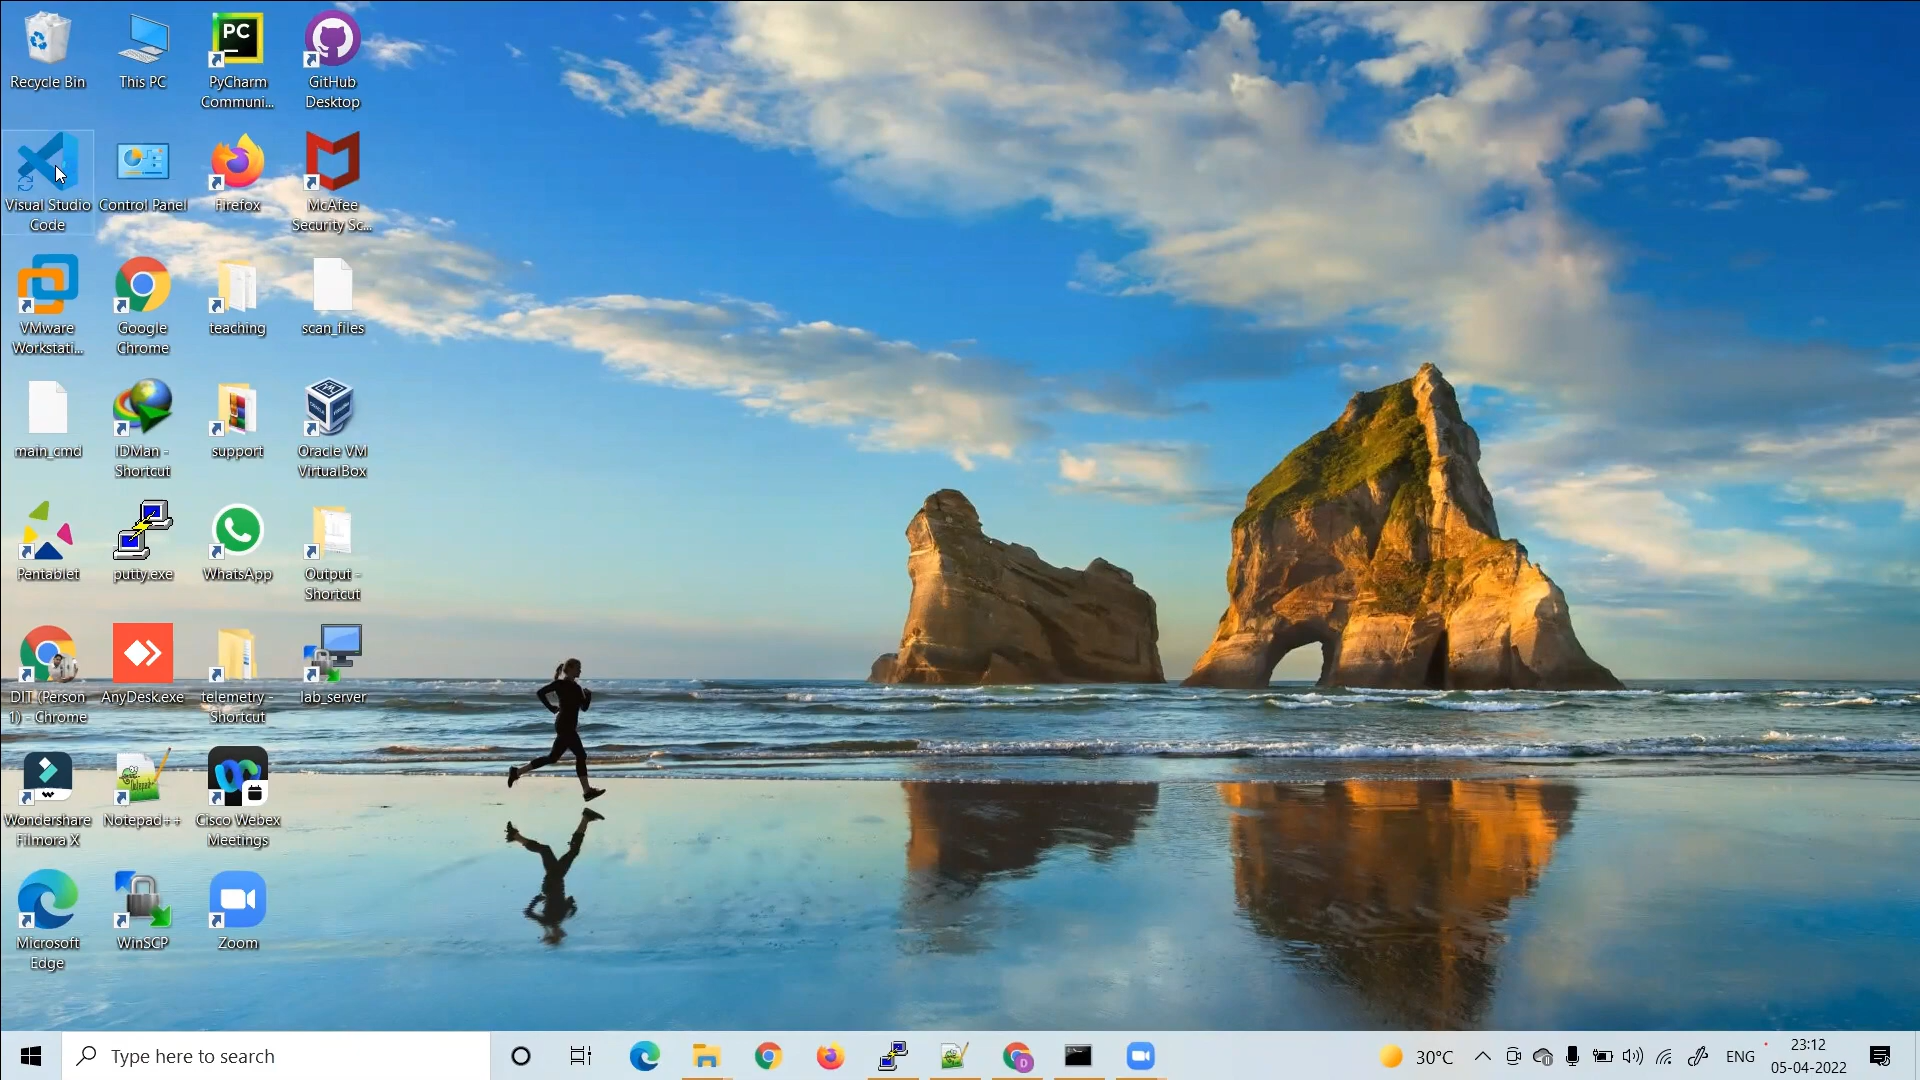 Recycle Bin
This PC
PC
PyCharm
Communi...
GitHub
Desktop
Visual Studio
Code
Control Panel
Firefox
McAfee
Security Sc...
VMware
Workstati...
Google
Chrome
teaching
scan_files
main_cmd
IDMan -
Shortcut
support
Oracle VM
VirtualBox
Pentablet
putty.exe
WhatsApp
Output -
Shortcut
DIT (Person
1) - Chrome
AnyDesk.exe
telemetry -
Shortcut
lab_server
Wondershare
Filmora X
Notepad++
Cisco Webex
Meetings
Microsoft
Edge
WinSCP
Zoom
Type here to search
D
30°C
ENG
23:12
05-04-2022